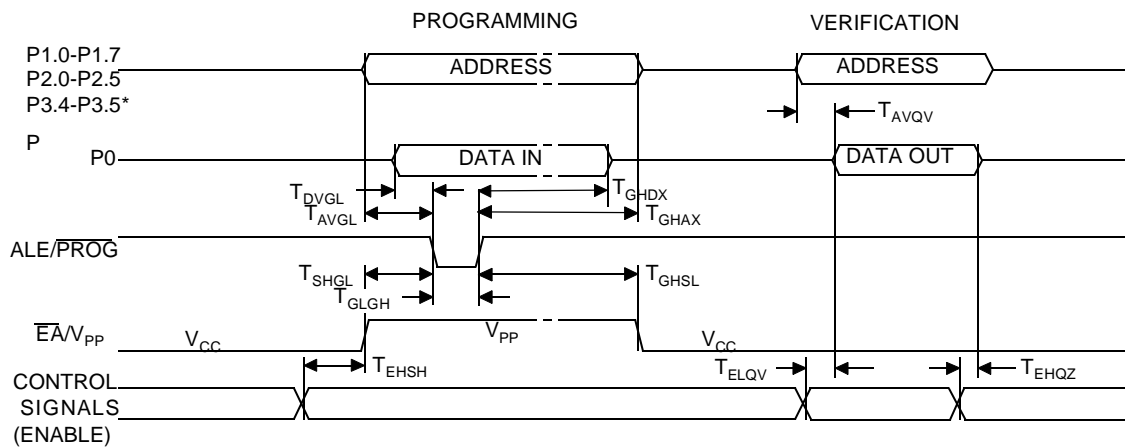 PROGRAMMING VERIFICATION
P1.0-P1.7
P2.0-P2.5
P3.4-P3.5*
ADDRESS ADDRESS
TAVQV
P
P0 DATA IN DATA OUT
TDVGL TGHDX
TAVGL TGHAX
ALE/PROG
TSHGL TGHSL
TGLGH
EA/VPP VCC VPP VCC
TEHSH TELQV TEHQZ
CONTROL
SIGNALS
(ENABLE)